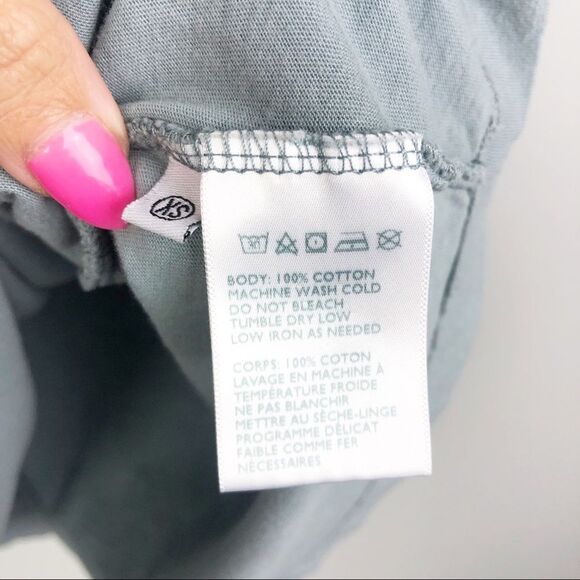 XS
BODY: 100% COTTON
MACHINE WASH COLD
DO NOT BLEACH
TUMBLE DRY LOW
LOW IRON AS NEEDED
CORPS: 100% COTON
LAVAGE EN MACHINE À
TEMPÉRATURE FROIDE
NE PAS BLANCHIR
METTRE AU SÈCHE-LINGE
PROGRAMME DÉLICAT
FAIBLE COMME FER
NÉCESSAIRES